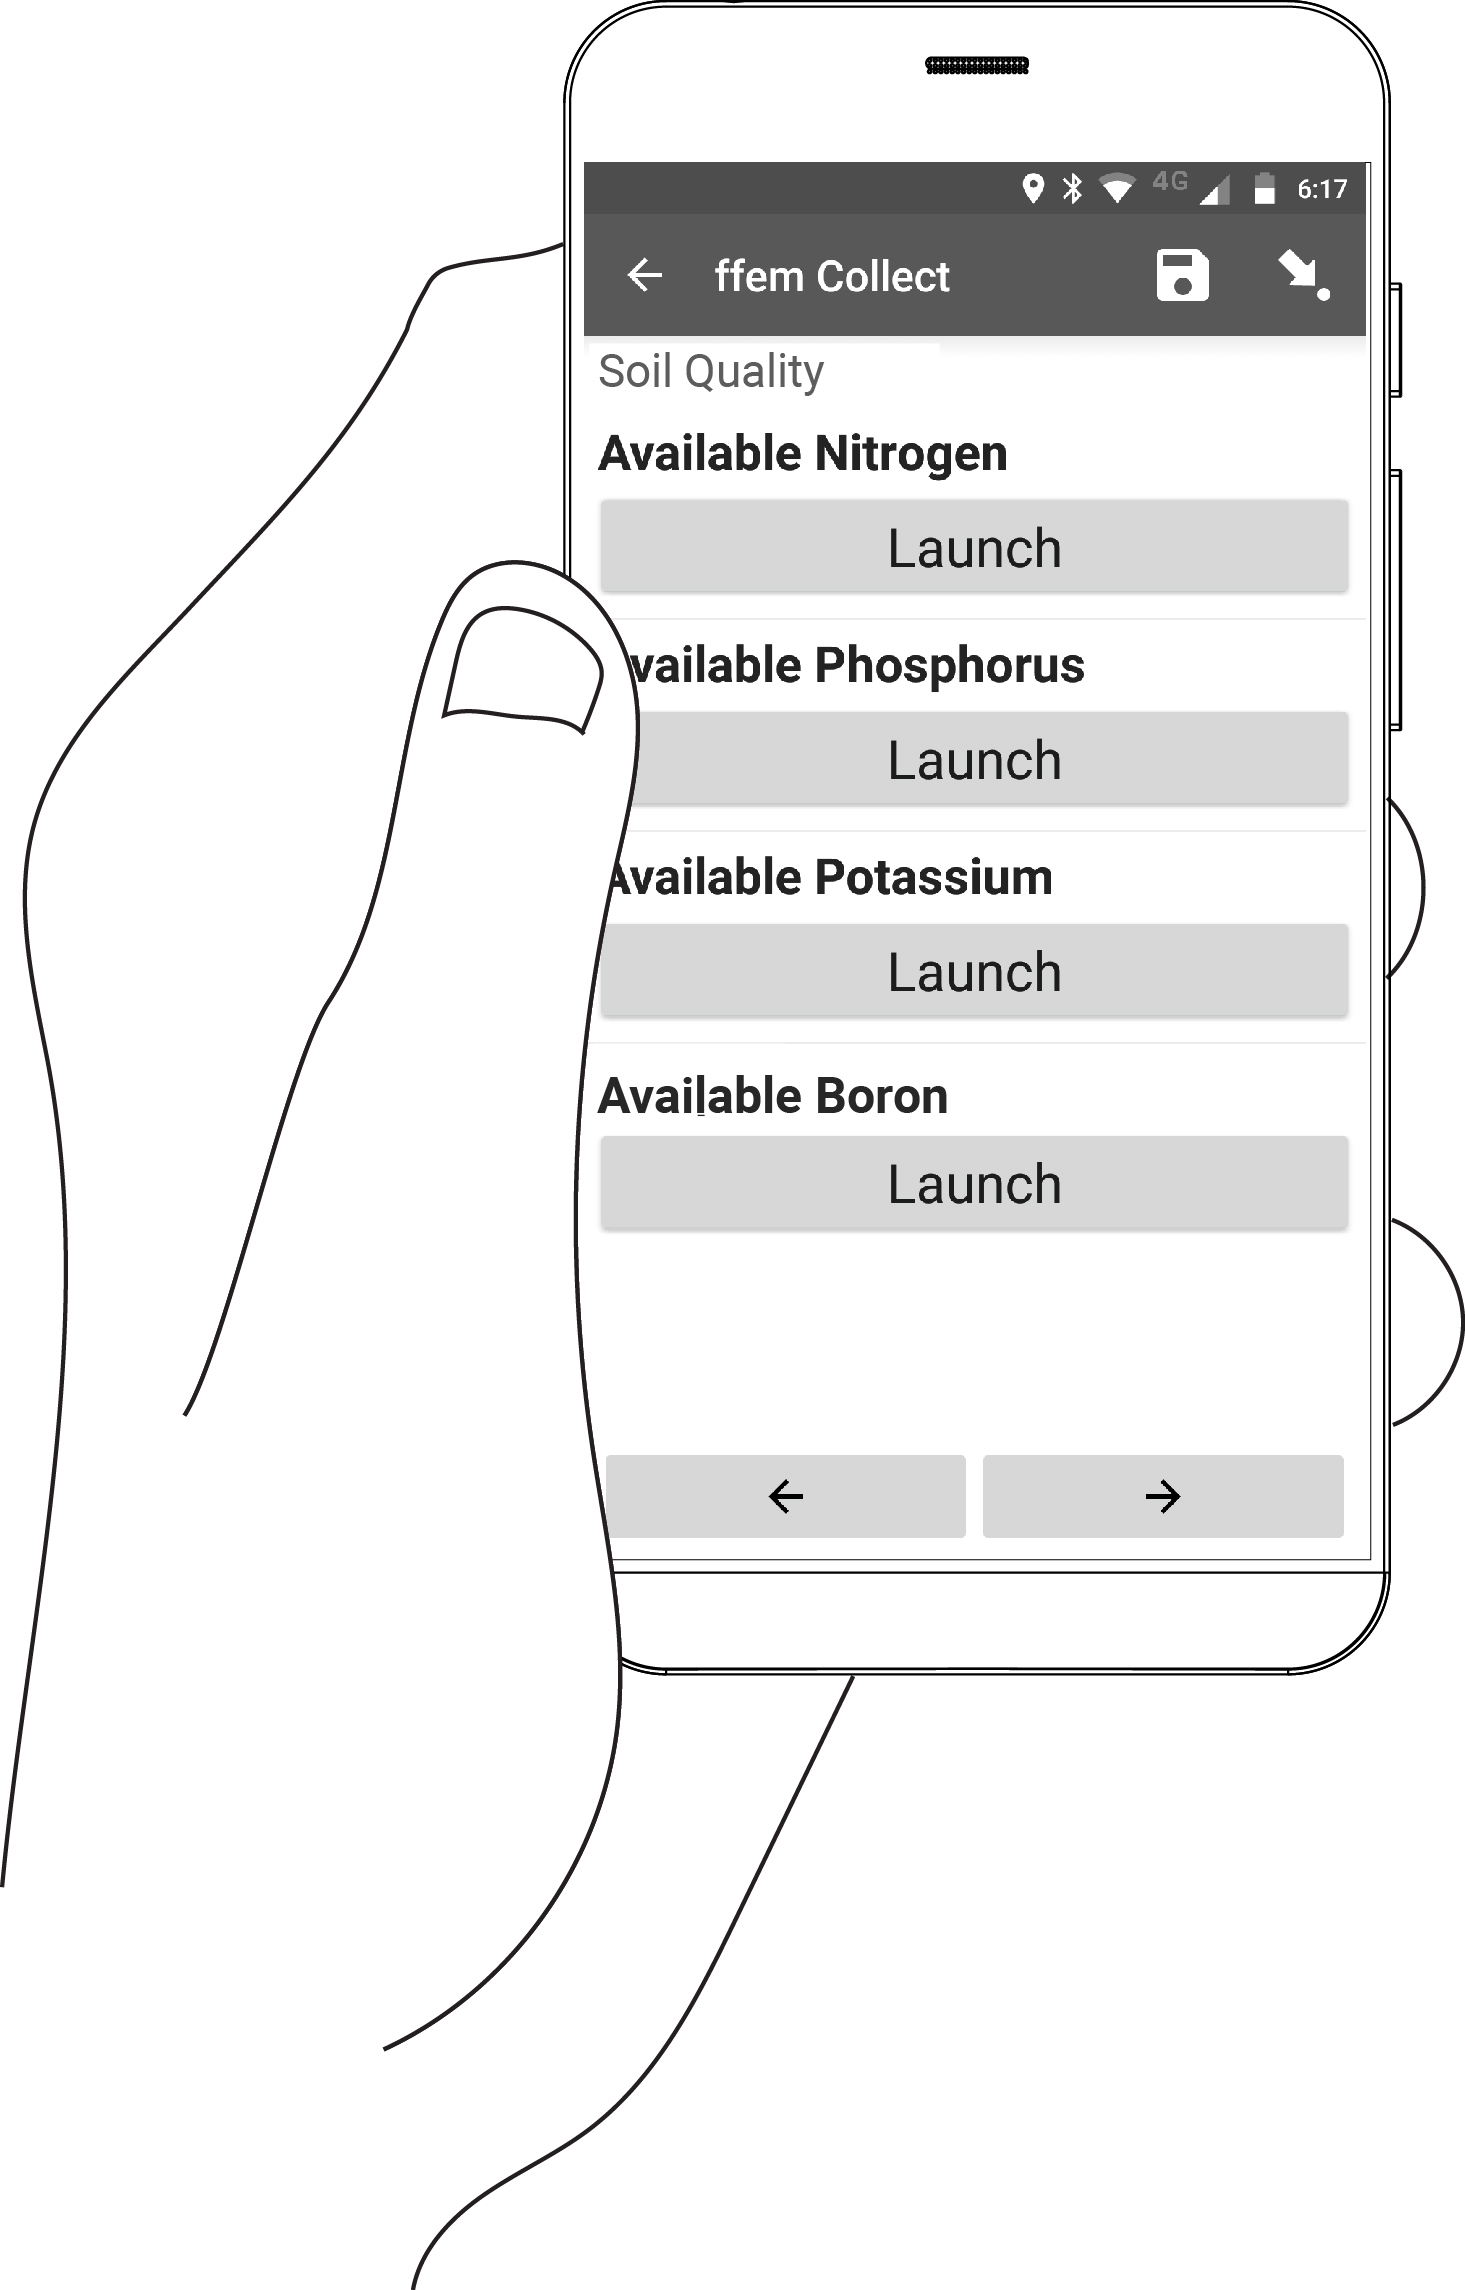 4G 6:17
ffem Collect
Soil Quality
Available Nitrogen
Launch
vailable Phosphorus
Launch
Available Potassium
Launch
Available Boron
Launch